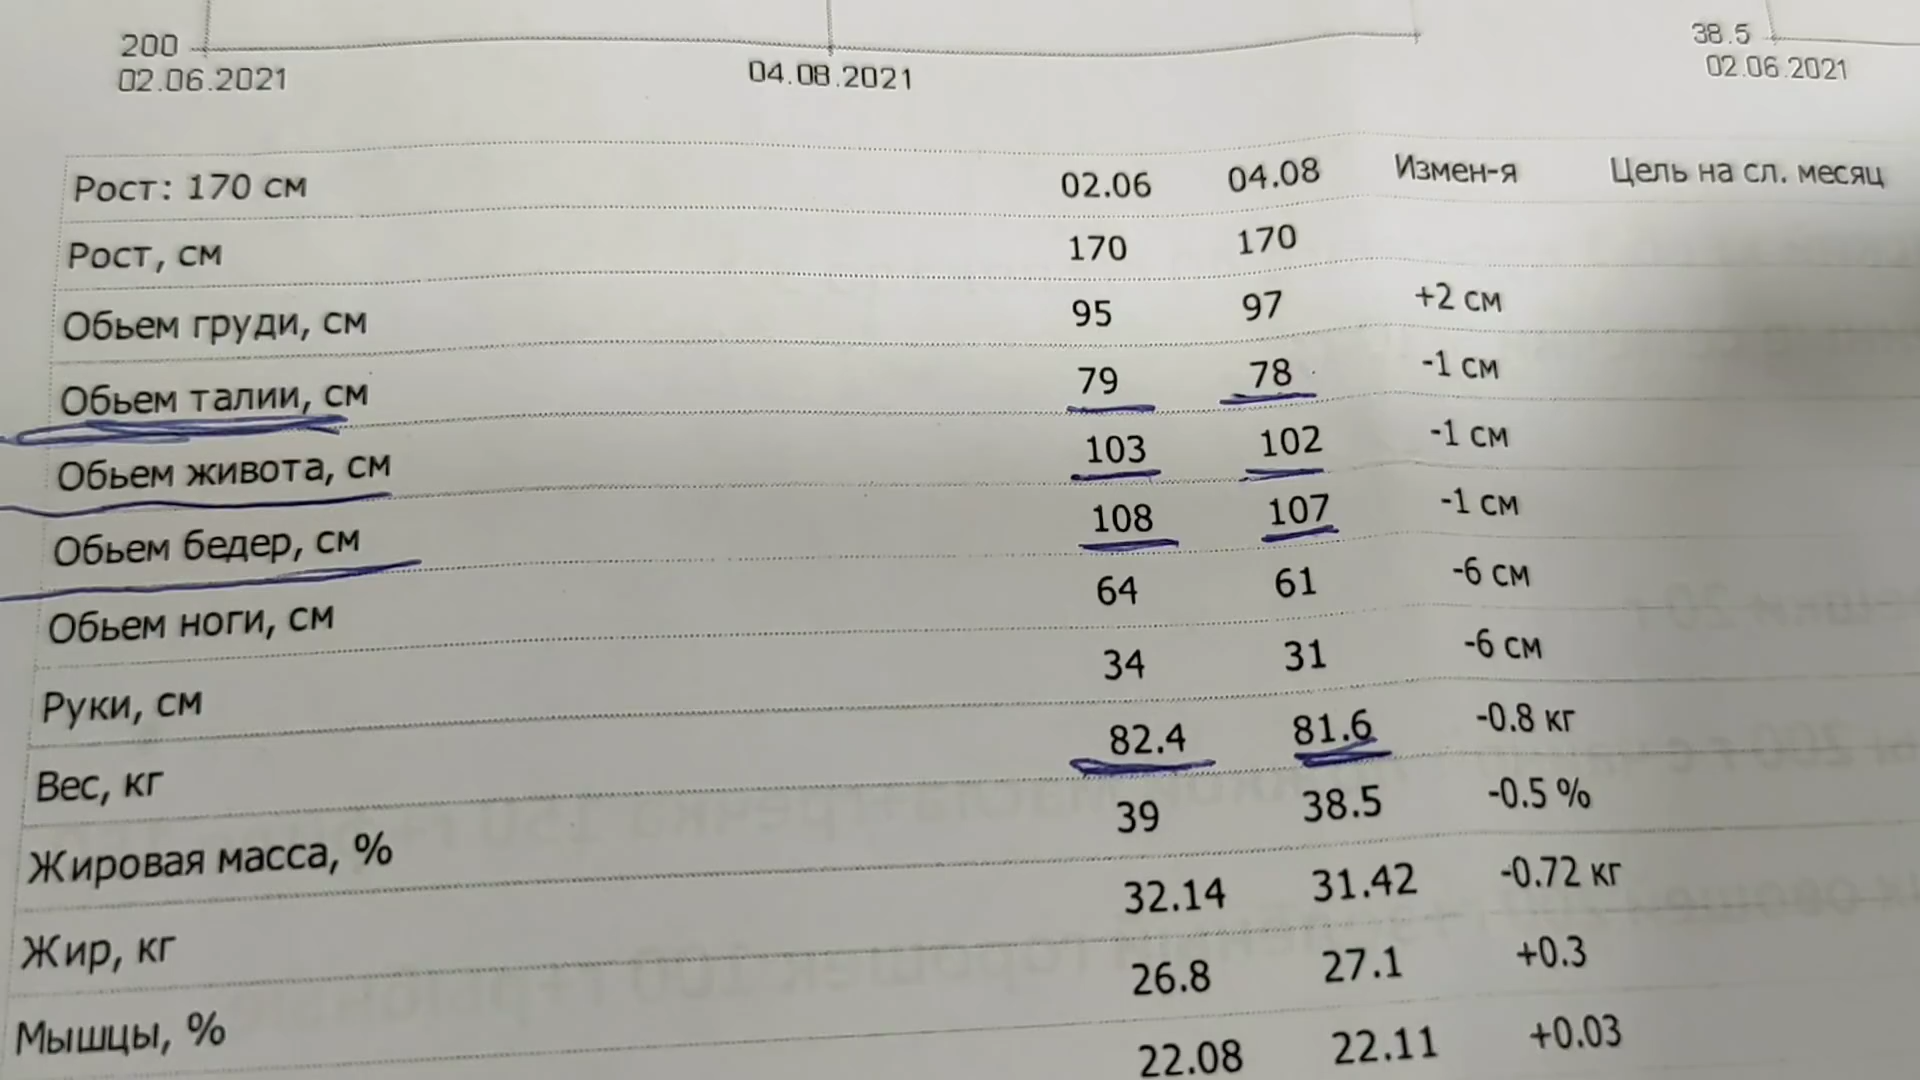 200
38.5
02.06.2021 04.08.2021 02.06.2021
Рост: 170 см 02.06 04.08 Измен-я Цель на сл. месяц
Рост, см 170 170
Обьем груди, см 95 97 +2 см
Обьем талии, см 79 78 -1 см
Обьем живота, см 103 102 -1 см
Обьем бедер, см 108 107 -1 см
Обьем ноги, см 64 61 -6 см
Руки, см 34 31 -6 см
Вес, кг 82.4 81.6 -0.8 кг
Жировая масса, % 39 38.5 -0.5 %
Жир, кг 32.14 31.42 -0.72 кг
Мышцы, % 26.8 27.1 +0.3
22.08 22.11 +0.03